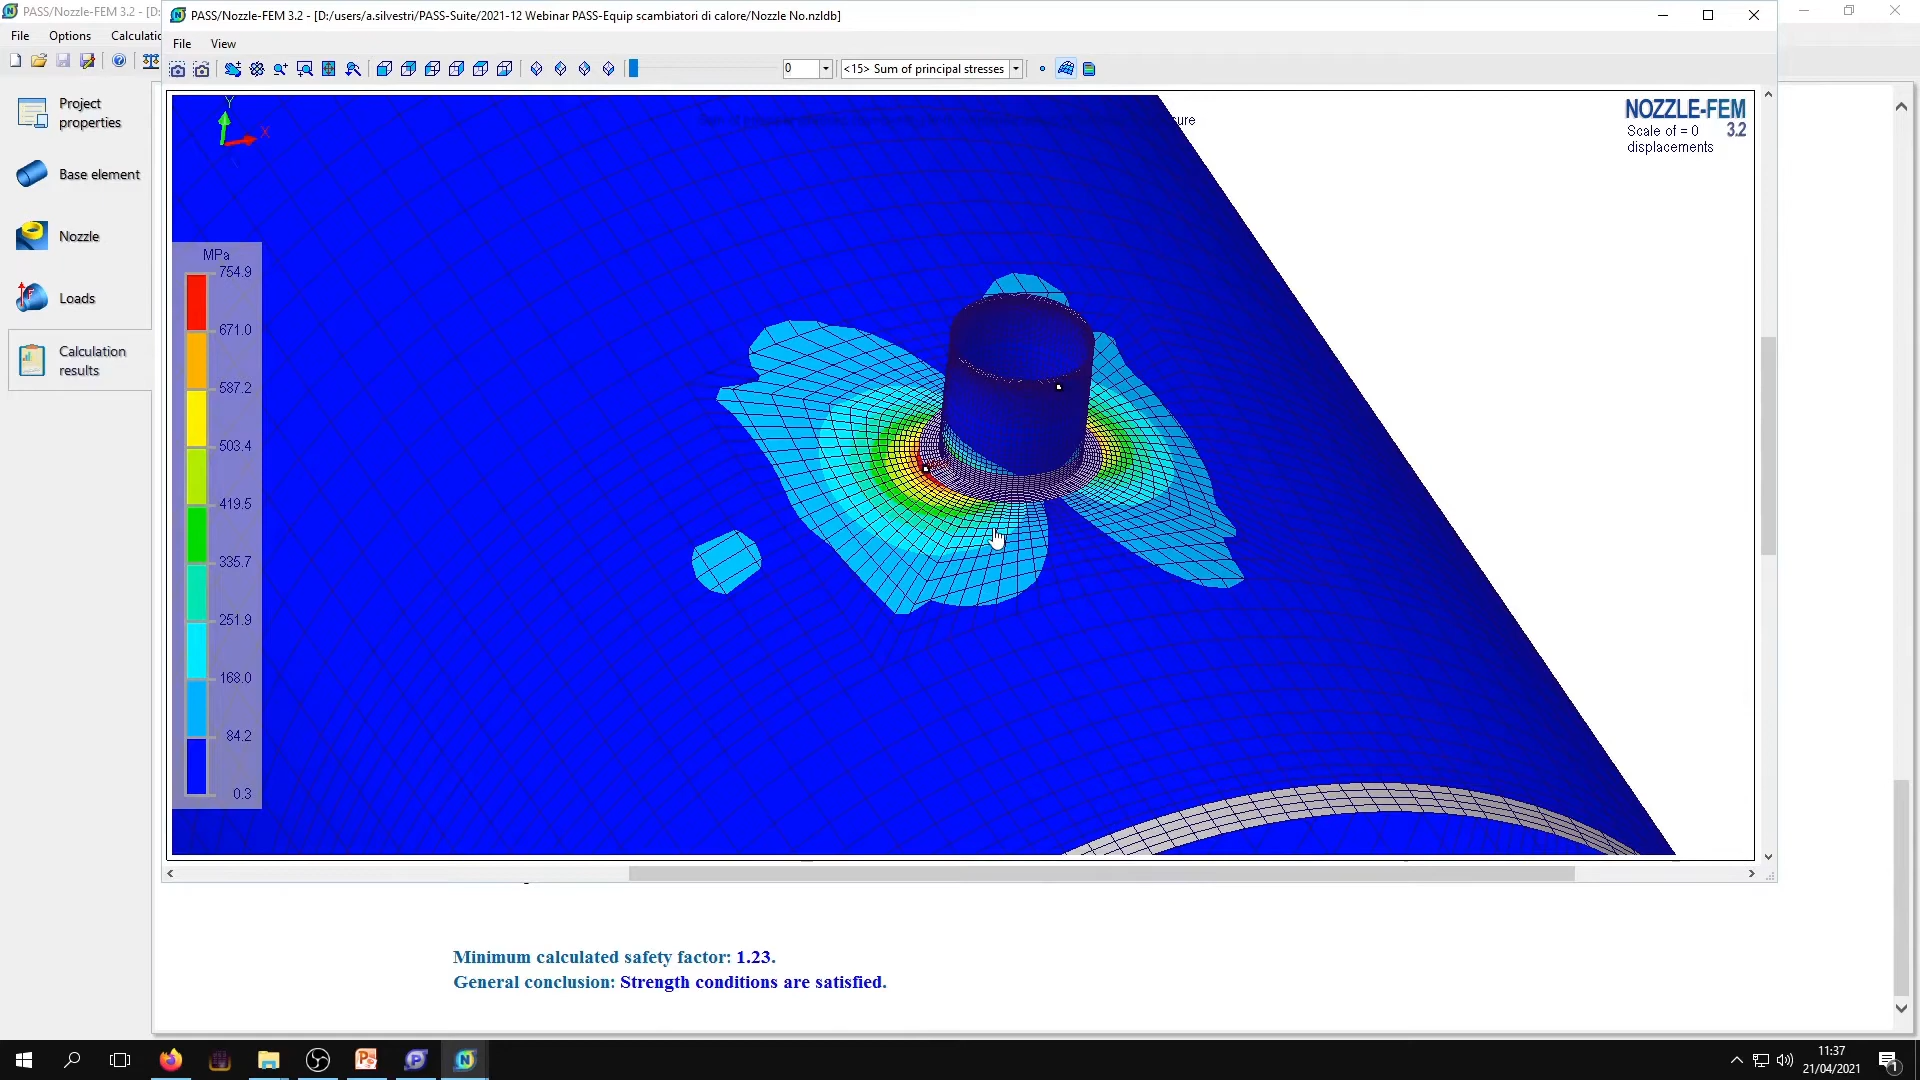 PASS/Nozzle-FEM 3.2 - [D:
PASS/Nozzle-FEM 3.2 - [D:/users/a.silvestri/PASS-Suite/2021-12 Webinar PASS-Equip scambiatori di calore/Nozzle No.nzldb]
File Options Calculatio
File View
0 <15> Sum of principal stresses
Project
properties
Base element
Nozzle
Loads
Calculation
results
Y
X
NOZZLE-FEM
3.2
Scale of = 0
displacements
MPa
754.9
671.0
587.2
503.4
419.5
335.7
251.9
168.0
84.2
0.3
Minimum calculated safety factor: 1.23.
General conclusion: Strength conditions are satisfied.
11:37
21/04/2021
1